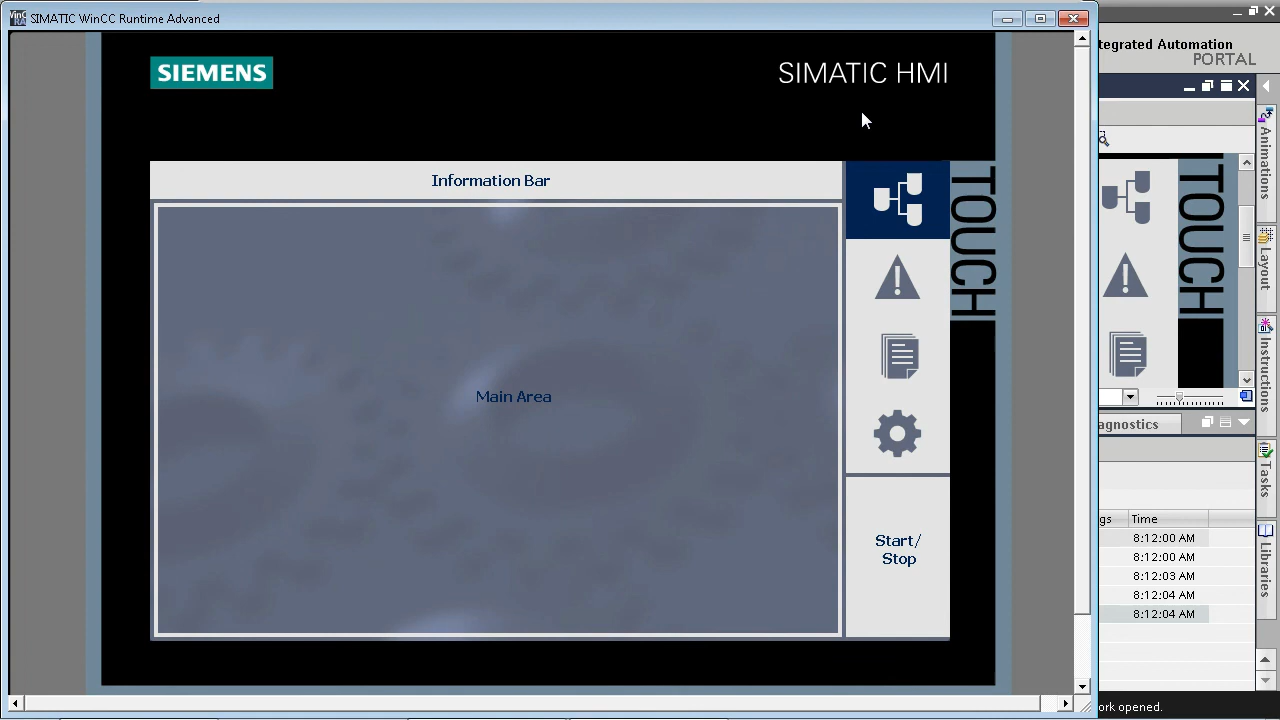 SIMATIC WinCC Runtime Advanced
SIEMENS
SIMATIC HMI
Information Bar
Main Area
Start/
Stop
TOUCH
tegrated Automation
PORTAL
TOUCH
Animations
Layout
Instructions
Tasks
Libraries
agnostics
gs Time
8:12:00 AM
8:12:00 AM
8:12:03 AM
8:12:04 AM
8:12:04 AM
ork opened.